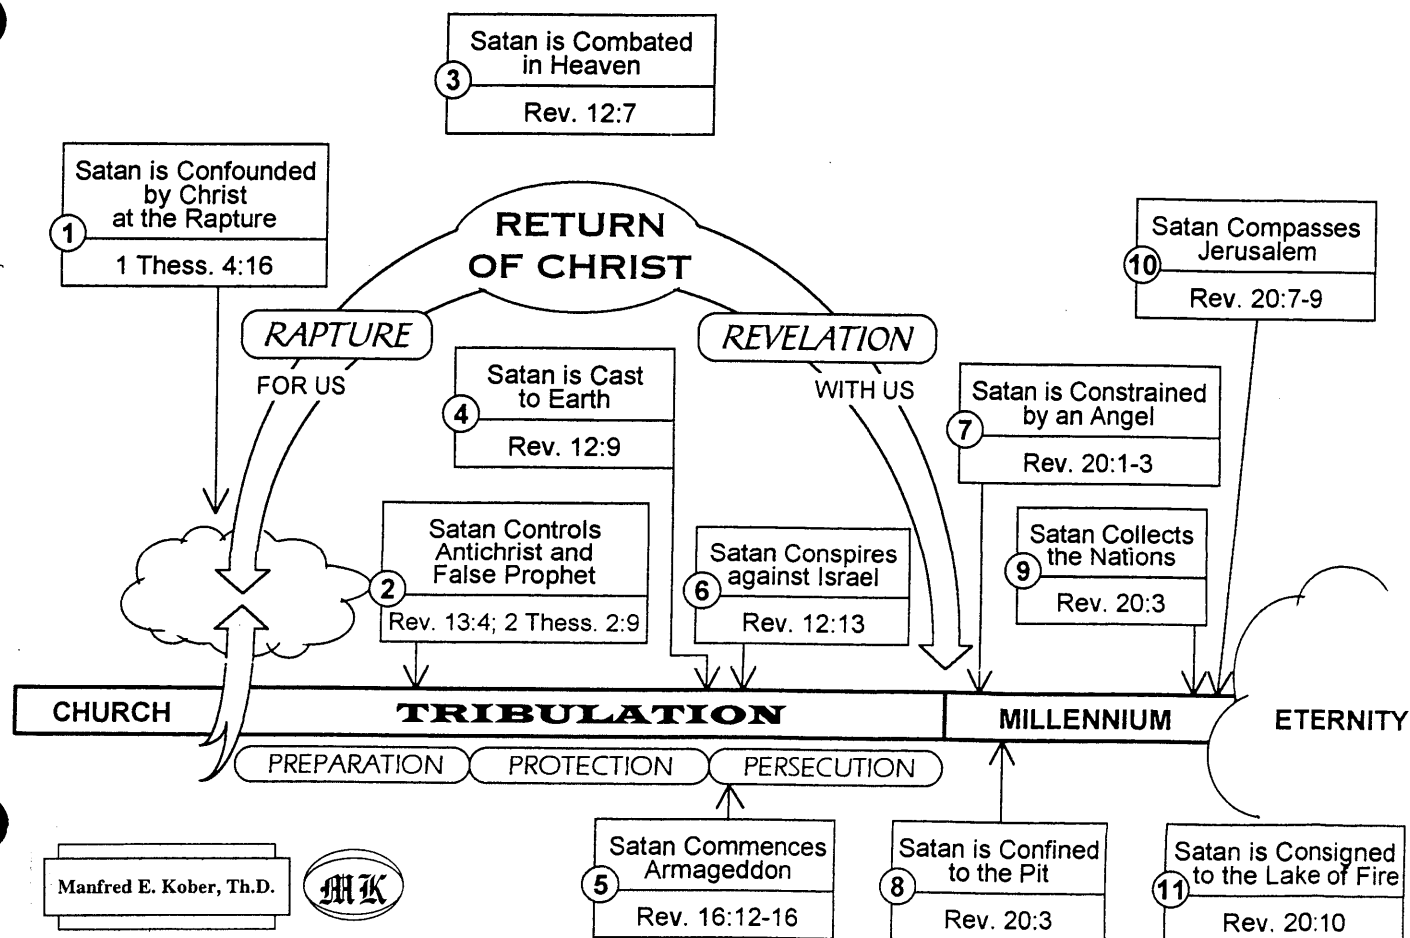 3
Satan is Combated
in Heaven
Rev. 12:7
1
Satan is Confounded
by Christ
at the Rapture
1 Thess. 4:16
RETURN
OF CHRIST
10
Satan Compasses
Jerusalem
Rev. 20:7-9
RAPTURE
FOR US
REVELATION
WITH US
4
Satan is Cast
to Earth
Rev. 12:9
7
Satan is Constrained
by an Angel
Rev. 20:1-3
2
Satan Controls
Antichrist and
False Prophet
Rev. 13:4; 2 Thess. 2:9
6
Satan Conspires
against Israel
Rev. 12:13
9
Satan Collects
the Nations
Rev. 20:3
CHURCH
TRIBULATION
MILLENNIUM
ETERNITY
PREPARATION
PROTECTION
PERSECUTION
5
Satan Commences
Armageddon
Rev. 16:12-16
8
Satan is Confined
to the Pit
Rev. 20:3
11
Satan is Consigned
to the Lake of Fire
Rev. 20:10
Manfred E. Kober, Th.D.
MK